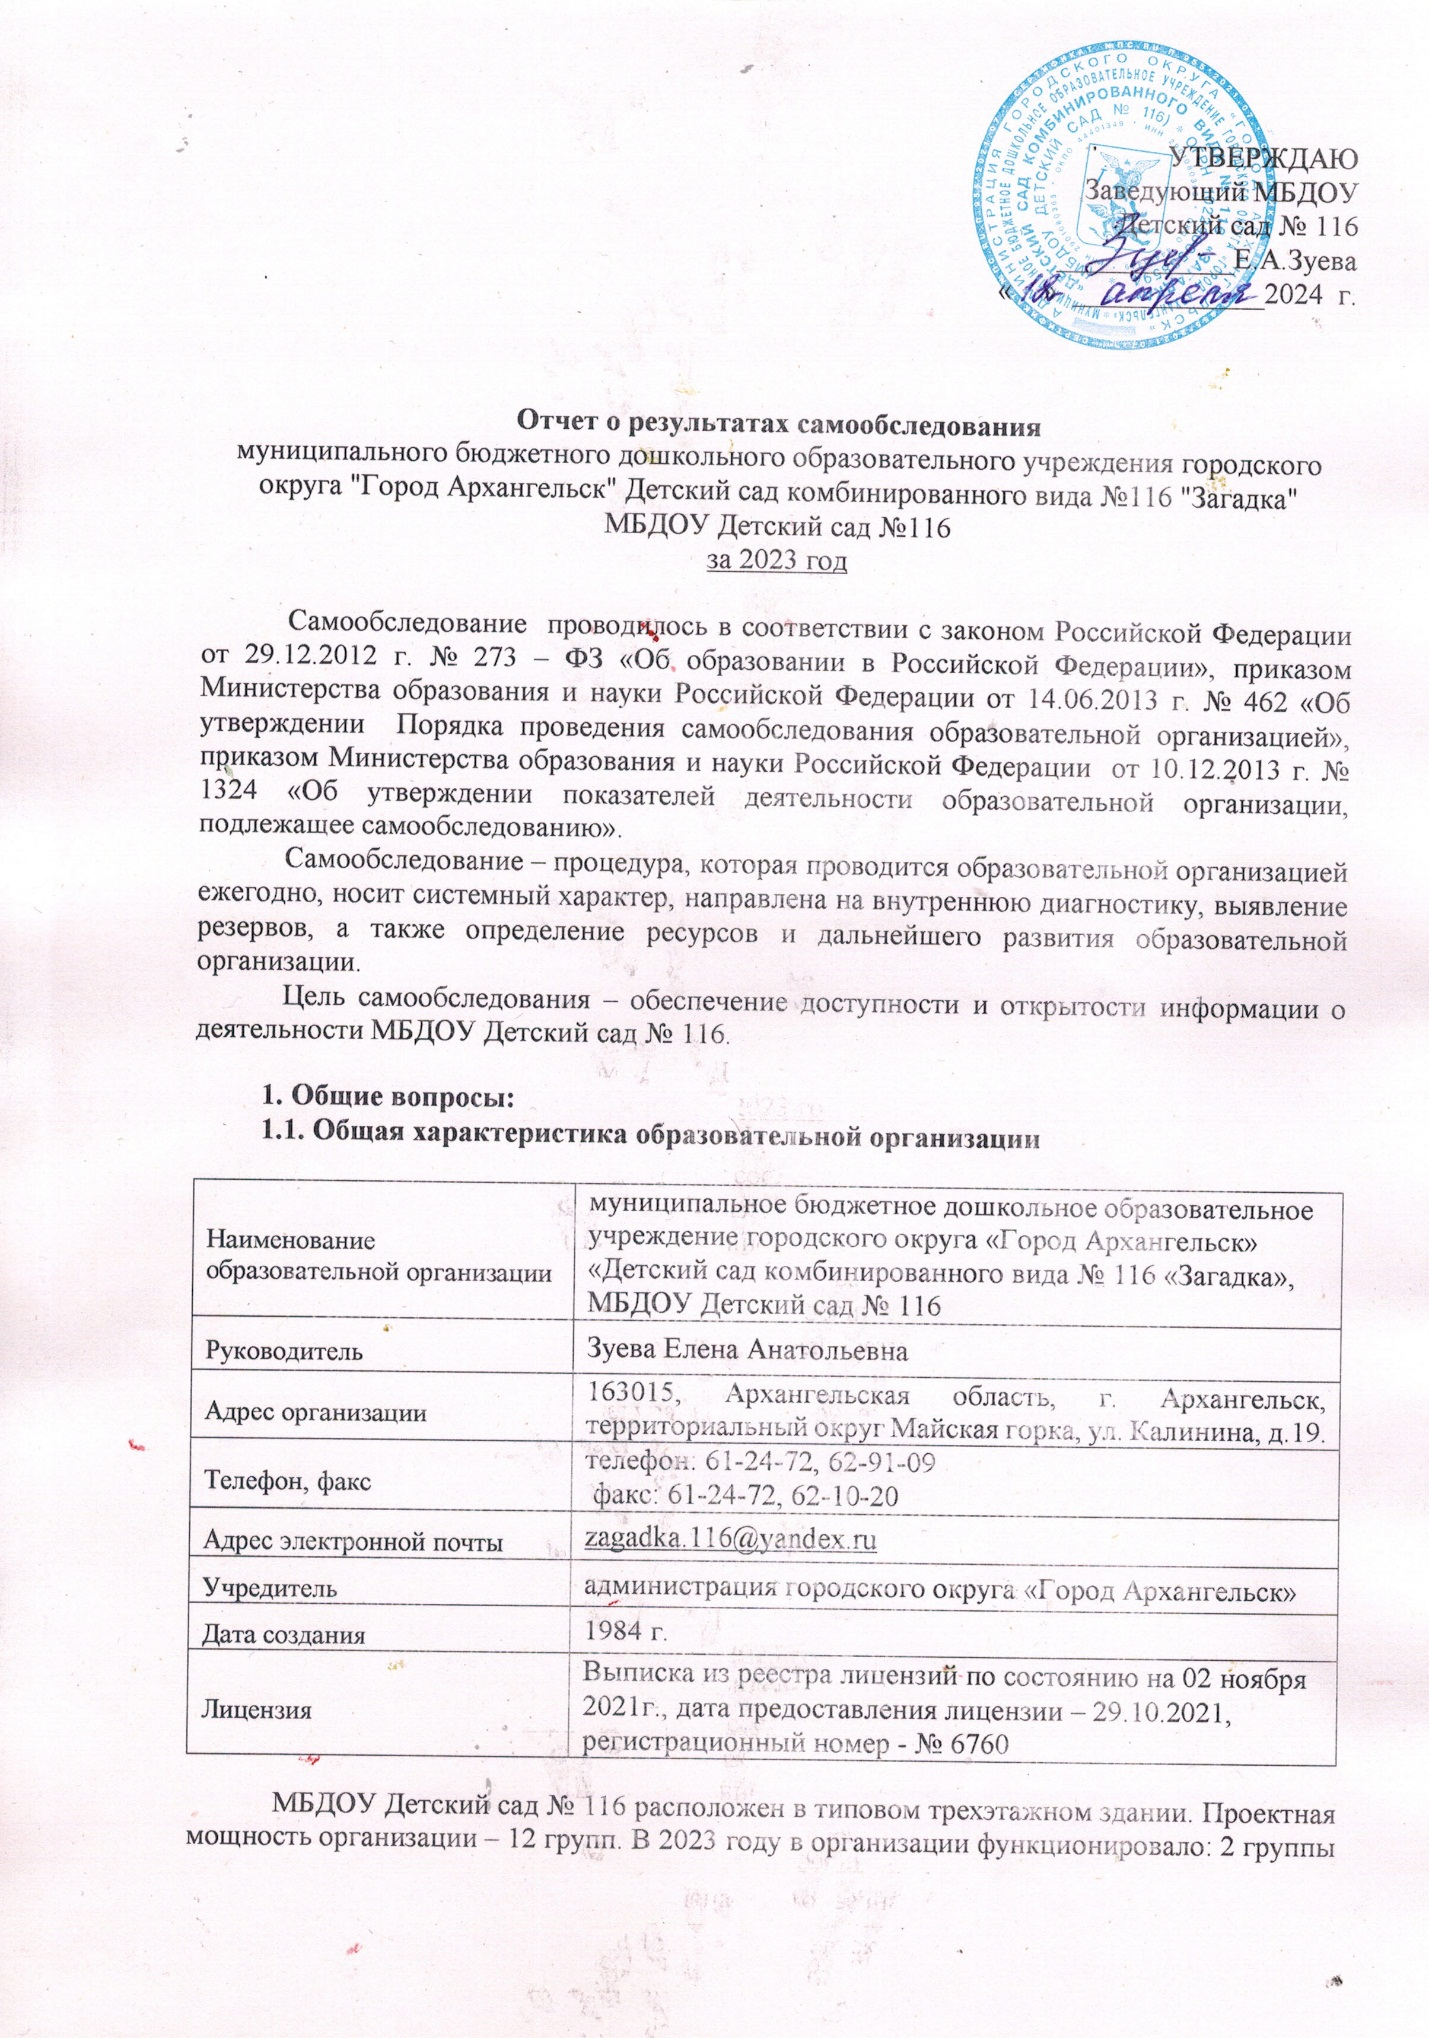 УТВЕРЖДАЮ
Заведующий МБДОУ
Детский сад № 116
Е.А.Зуева
«18» апреля 2024 г.
Отчет о результатах самообследования
муниципального бюджетного дошкольного образовательного учреждения городского
округа "Город Архангельск" Детский сад комбинированного вида №116 "Загадка"
МБДОУ Детский сад №116
за 2023 год
Самообследование проводилось в соответствии с законом Российской Федерации
от 29.12.2012 г. № 273 – ФЗ «Об образовании в Российской Федерации», приказом
Министерства образования и науки Российской Федерации от 14.06.2013 г. № 462 «Об
утверждении Порядка проведения самообследования образовательной организацией»,
приказом Министерства образования и науки Российской Федерации от 10.12.2013 г. №
1324 «Об утверждении показателей деятельности образовательной организации,
подлежащее самообследованию».
Самообследование – процедура, которая проводится образовательной организацией
ежегодно, носит системный характер, направлена на внутреннюю диагностику, выявление
резервов, а также определение ресурсов и дальнейшего развития образовательной
организации.
Цель самообследования – обеспечение доступности и открытости информации о
деятельности МБДОУ Детский сад № 116.
1. Общие вопросы:
1.1. Общая характеристика образовательной организации
Наименование
образовательной организации
муниципальное бюджетное дошкольное образовательное
учреждение городского округа «Город Архангельск»
«Детский сад комбинированного вида № 116 «Загадка»,
МБДОУ Детский сад № 116
Руководитель
Зуева Елена Анатольевна
Адрес организации
163015, Архангельская область, г. Архангельск,
территориальный округ Майская горка, ул. Калинина, д.19.
Телефон, факс
телефон: 61-24-72, 62-91-09
факс: 61-24-72, 62-10-20
Адрес электронной почты
zagadka.116@yandex.ru
Учредитель
администрация городского округа «Город Архангельск»
Дата создания
1984 г.
Лицензия
Выписка из реестра лицензий по состоянию на 02 ноября
2021г., дата предоставления лицензии – 29.10.2021,
регистрационный номер - № 6760
МБДОУ Детский сад № 116 расположен в типовом трехэтажном здании. Проектная
мощность организации – 12 групп. В 2023 году в организации функционировало: 2 группы